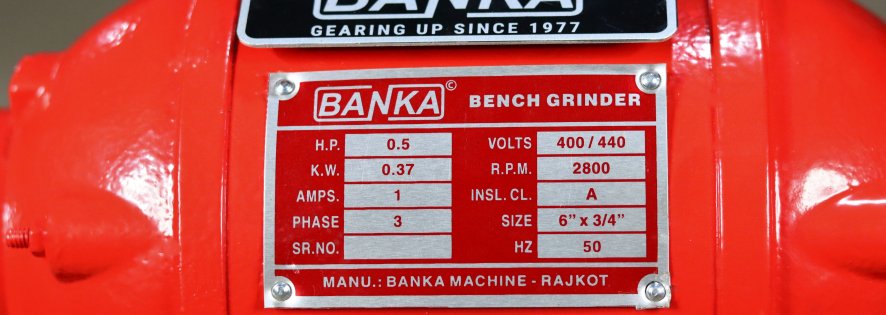 BANKA
GEARING UP SINCE 1977
BANKA© BENCH GRINDER
H.P. 0.5 VOLTS 400 / 440
K.W. 0.37 R.P.M. 2800
AMPS. 1 INSL. CL. A
PHASE 3 SIZE 6” x 3/4”
SR.NO. HZ 50
MANU.: BANKA MACHINE - RAJKOT